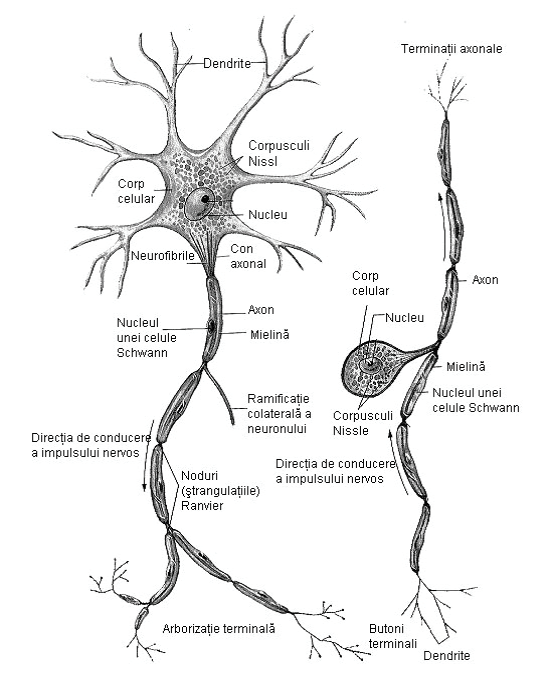 Terminații axonale
Dendrite
Corpusculi
Nissl
Corp
celular
Nucleu
Neurofibrile
Con
axonal
Axon
Nucleul
unei celule
Schwann
Mielină
Ramificație
colaterală a
neuronului
Direcția de conducere
a impulsului nervos
Noduri
(ștrangulațiile)
Ranvier
Arborizație terminală
Corp
celular
Nucleu
Axon
Mielină
Nucleul unei
celule Schwann
Corpusculi
Nissle
Direcția de conducere
a impulsului nervos
Butoni
terminali
Dendrite